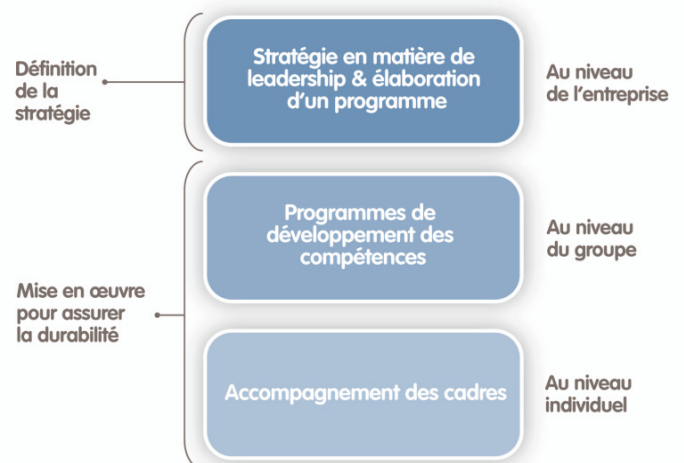 Définition
de la
stratégie
Stratégie en matière de
leadership & élaboration
d'un programme
Au niveau
de l'entreprise
Programmes de
développement des
compétences
Au niveau
du groupe
Mise en œuvre
pour assurer
la durabilité
Accompagnement des cadres
Au niveau
individuel